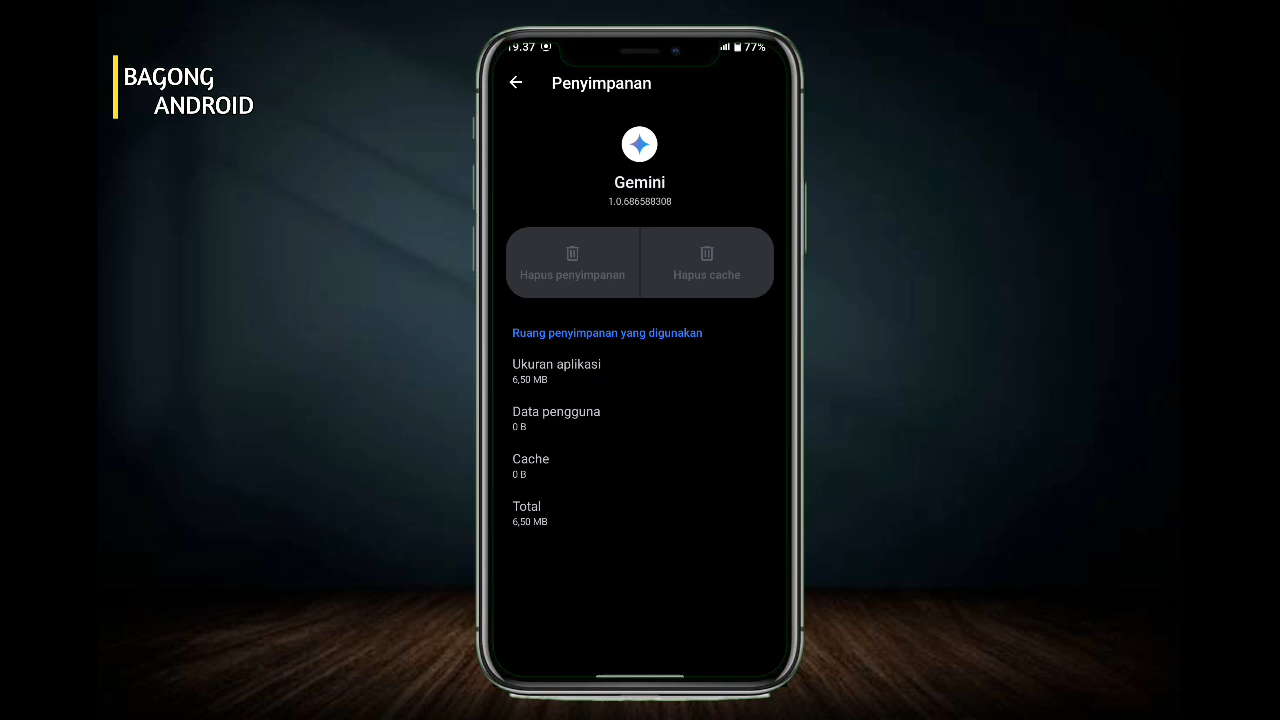 BAGONG
ANDROID
19.37
77%
Penyimpanan
Gemini
1.0.686588308
Hapus penyimpanan
Hapus cache
Ruang penyimpanan yang digunakan
Ukuran aplikasi
6,50 MB
Data pengguna
0 B
Cache
0 B
Total
6,50 MB